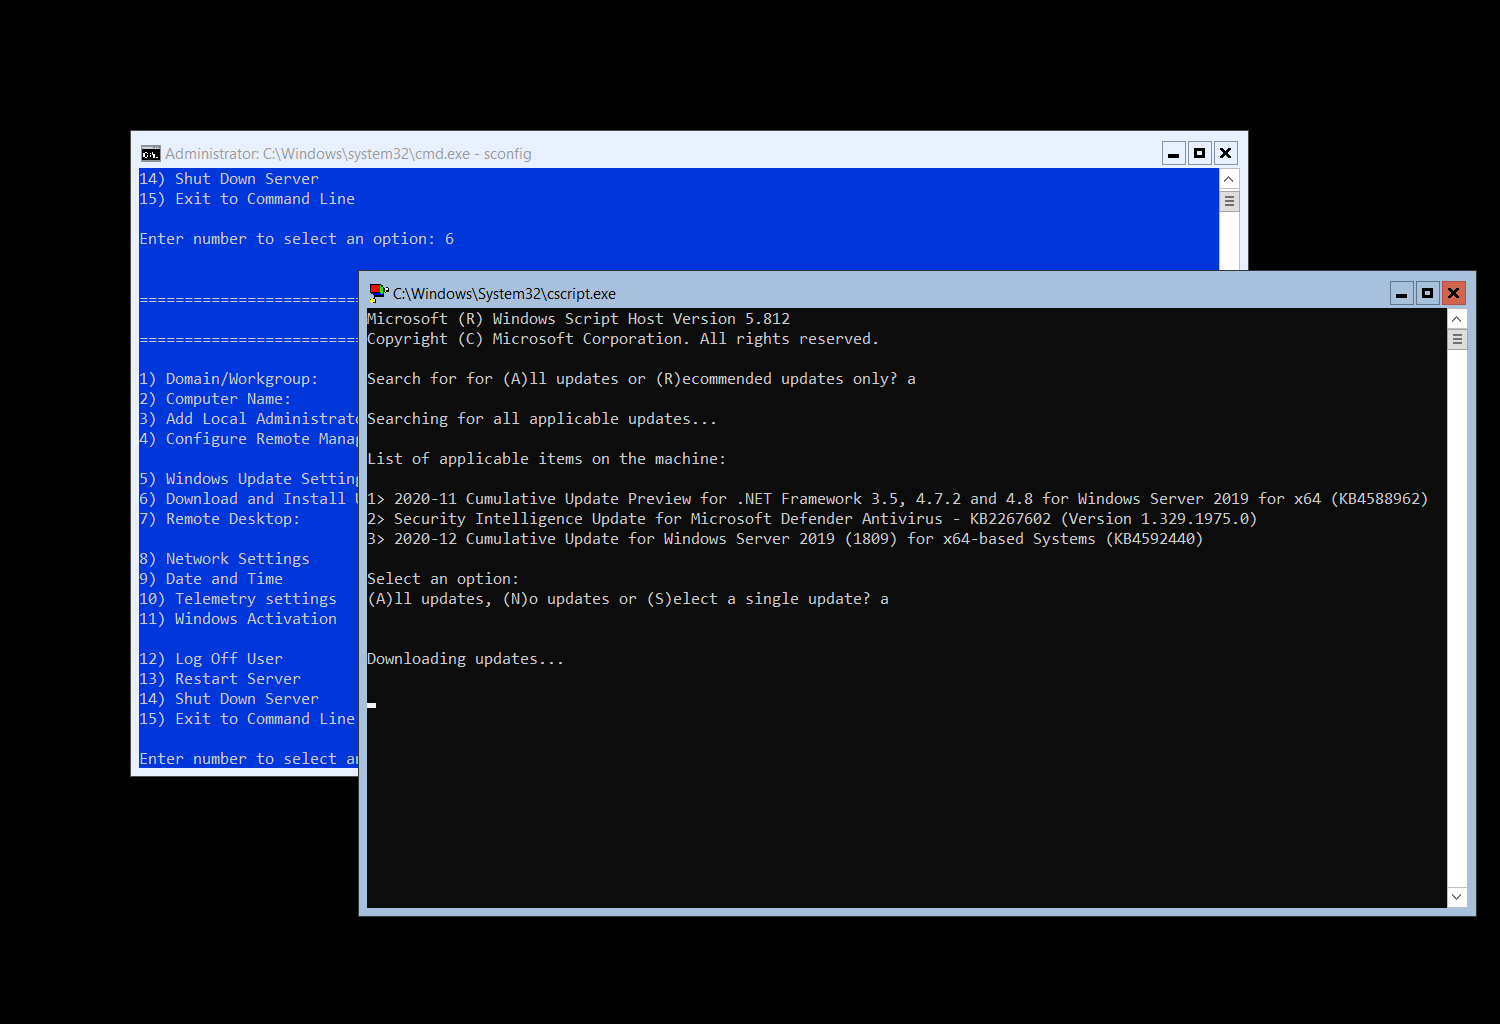 Administrator: C:\Windows\system32\cmd.exe - sconfig
14) Shut Down Server
15) Exit to Command Line
Enter number to select an option: 6
=========================
=========================
1) Domain/Workgroup:
2) Computer Name:
3) Add Local Administrato
4) Configure Remote Manag
5) Windows Update Setting
6) Download and Install U
7) Remote Desktop:
8) Network Settings
9) Date and Time
10) Telemetry settings
11) Windows Activation
12) Log Off User
13) Restart Server
14) Shut Down Server
15) Exit to Command Line
Enter number to select an
C:\Windows\System32\cscript.exe
Microsoft (R) Windows Script Host Version 5.812
Copyright (C) Microsoft Corporation. All rights reserved.
Search for for (A)ll updates or (R)ecommended updates only? a
Searching for all applicable updates...
List of applicable items on the machine:
1> 2020-11 Cumulative Update Preview for .NET Framework 3.5, 4.7.2 and 4.8 for Windows Server 2019 for x64 (KB4588962)
2> Security Intelligence Update for Microsoft Defender Antivirus - KB2267602 (Version 1.329.1975.0)
3> 2020-12 Cumulative Update for Windows Server 2019 (1809) for x64-based Systems (KB4592440)
Select an option:
(A)ll updates, (N)o updates or (S)elect a single update? a
Downloading updates...